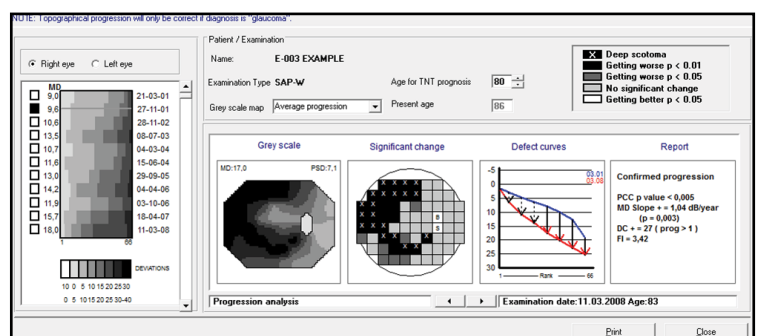 NOTE: Topographical progression will only be correct if diagnosis is "glaucoma".
Right eye Left eye
MD
9,0 21-03-01
9,6 27-11-01
10,6 28-11-02
13,5 08-07-03
10,7 04-03-04
11,6 15-06-04
13,0 29-09-05
14,2 04-04-06
11,9 03-10-06
15,7 18-04-07
18,0 11-03-08
1 66
DEVIATIONS
10 0 5 10 15 20 25 30
0 5 10 15 20 25 30-40
Patient / Examination
Name: E-003 EXAMPLE
Examination Type SAP-W Age for TNT prognosis 80
Grey scale map Average progression Present age 86
X Deep scotoma
Getting worse p < 0.01
Getting worse p < 0.05
No significant change
Getting better p < 0.05
Grey scale
MD:17,0 PSD:7,1
Significant change
X X X X
X X X X X
X X
X
X
X
X X
B
S
Defect curves
-5
0
5
10
15
20
25
30
03.01
03.08
1 Rank 66
Report
Confirmed progression
PCC p value < 0,005
MD Slope + = 1,04 dB/year
(p = 0,003)
DC + = 27 ( prog > 1 )
FI = 3,42
Progression analysis Examination date:11.03.2008 Age:83
Print Close